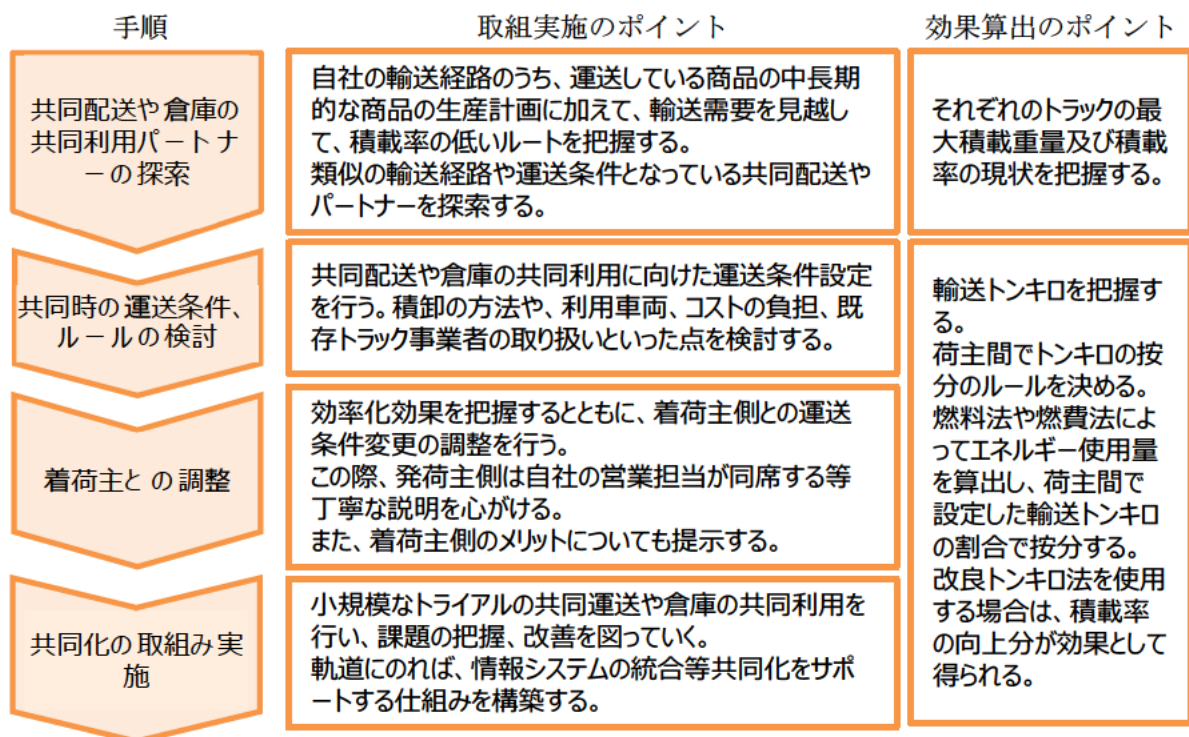 手順
取組実施のポイント
効果算出のポイント
共同配送や倉庫の
共同利用パートナ
ーの探索
自社の輸送経路のうち、運送している商品の中長期
的な商品の生産計画に加えて、輸送需要を見越し
て、積載率の低いルートを把握する。
類似の輸送経路や運送条件となっている共同配送や
パートナーを探索する。
それぞれのトラックの最
大積載重量及び積載
率の現状を把握する。
共同時の運送条件、
ルールの検討
共同配送や倉庫の共同利用に向けた運送条件設定
を行う。積卸の方法や、利用車両、コストの負担、既
存トラック事業者の取り扱いといった点を検討する。
着荷主との調整
効率化効果を把握するとともに、着荷主側との運送
条件変更の調整を行う。
この際、発荷主側は自社の営業担当が同席する等
丁寧な説明を心がける。
また、着荷主側のメリットについても提示する。
共同化の取組み実
施
小規模なトライアルの共同運送や倉庫の共同利用を
行い、課題の把握、改善を図っていく。
軌道にのれば、情報システムの統合等共同化をサポ
ートする仕組みを構築する。
輸送トンキロを把握す
る。
荷主間でトンキロの按
分のルールを決める。
燃料法や燃費法によ
ってエネルギー使用量
を算出し、荷主間で
設定した輸送トンキロ
の割合で按分する。
改良トンキロ法を使用
する場合は、積載率
の向上分が効果として
得られる。